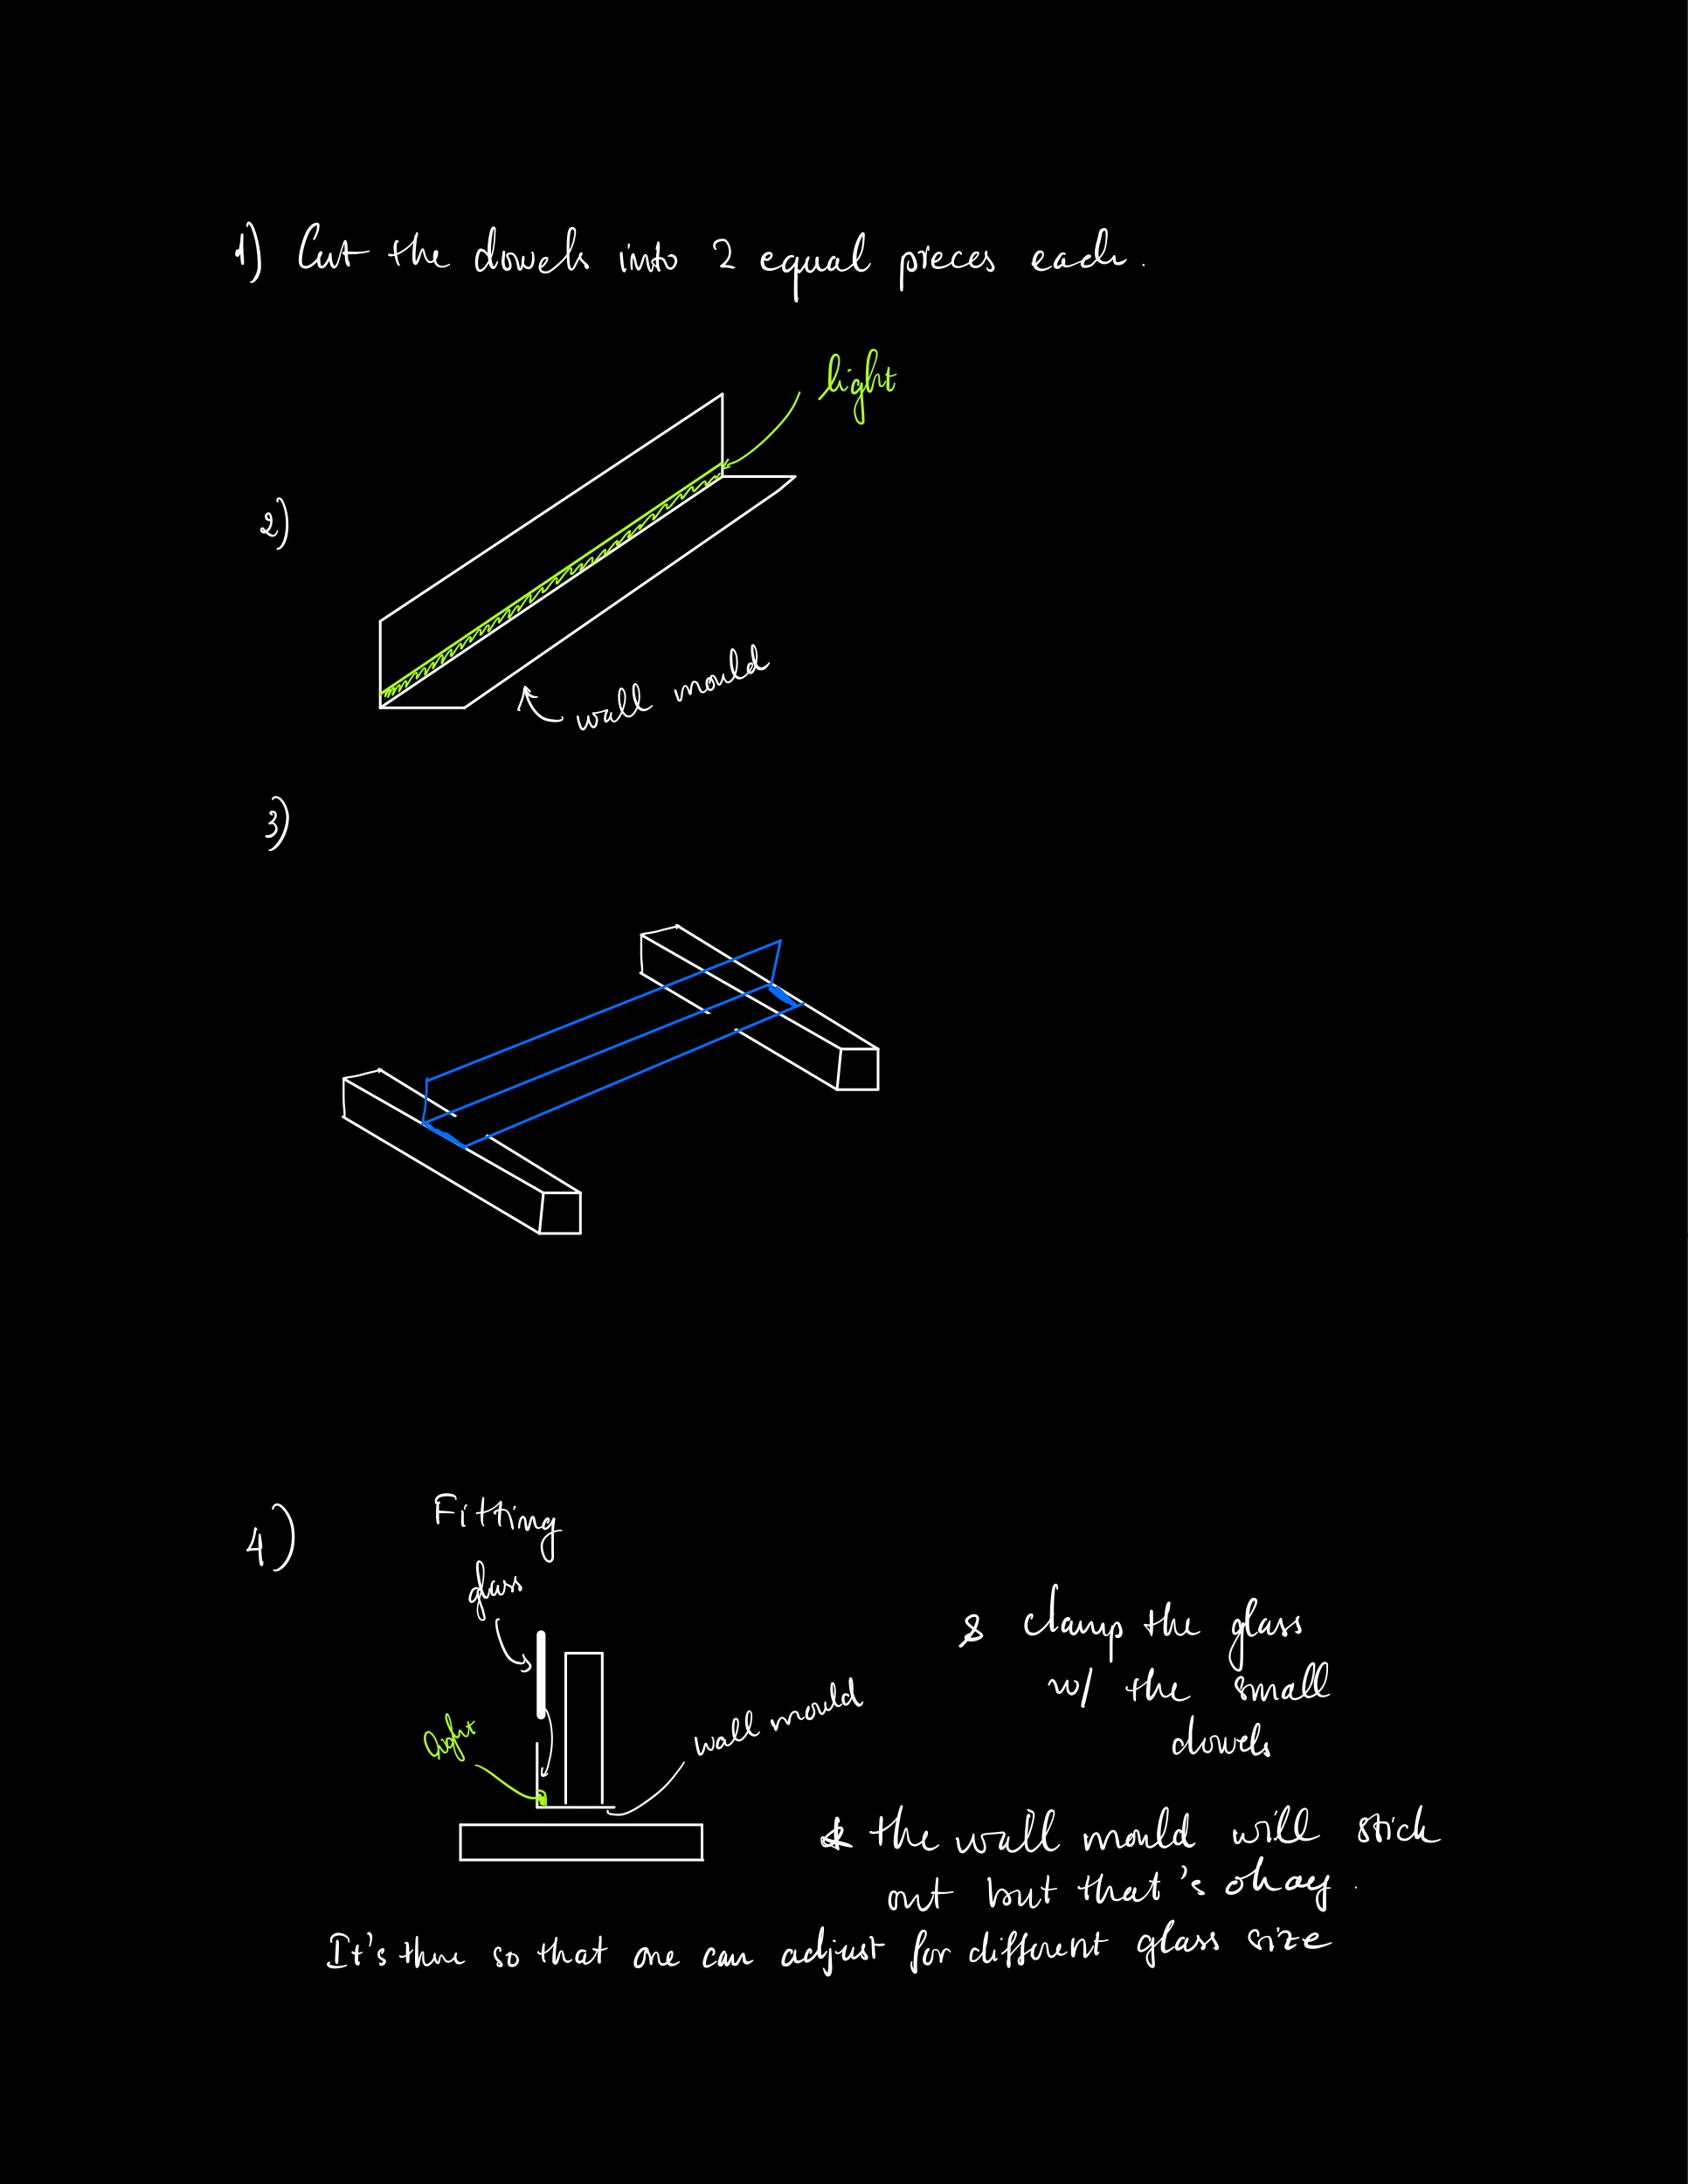 1) Cut the dowels into 2 equal pieces each.
light
2)
wall mould
3)
4)
Fitting
glass
& clamp the glass
w/ the small
dowels
light
wall mould
* the wall mould will stick
out but that's okay.
It's there so that one can adjust for different glass size